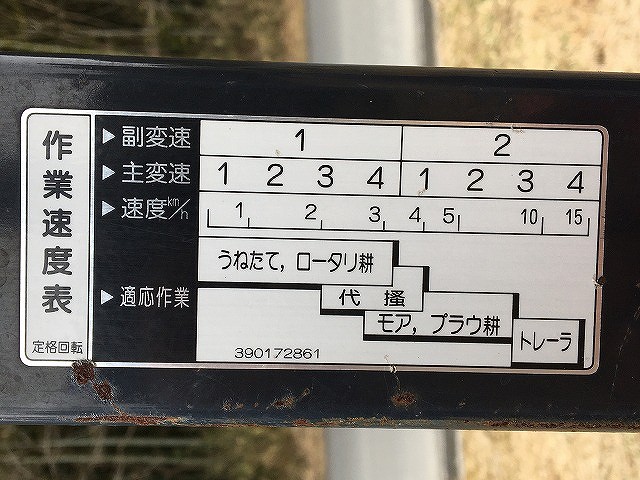 作業速度表
定格回転
▶副変速 1 2
▶主変速 1 2 3 4 1 2 3 4
▶速度km/h 1 2 3 4 5 10 15
▶適応作業
うねたて，ロータリ耕
代 掻
モア，プラウ耕
トレーラ
390172861